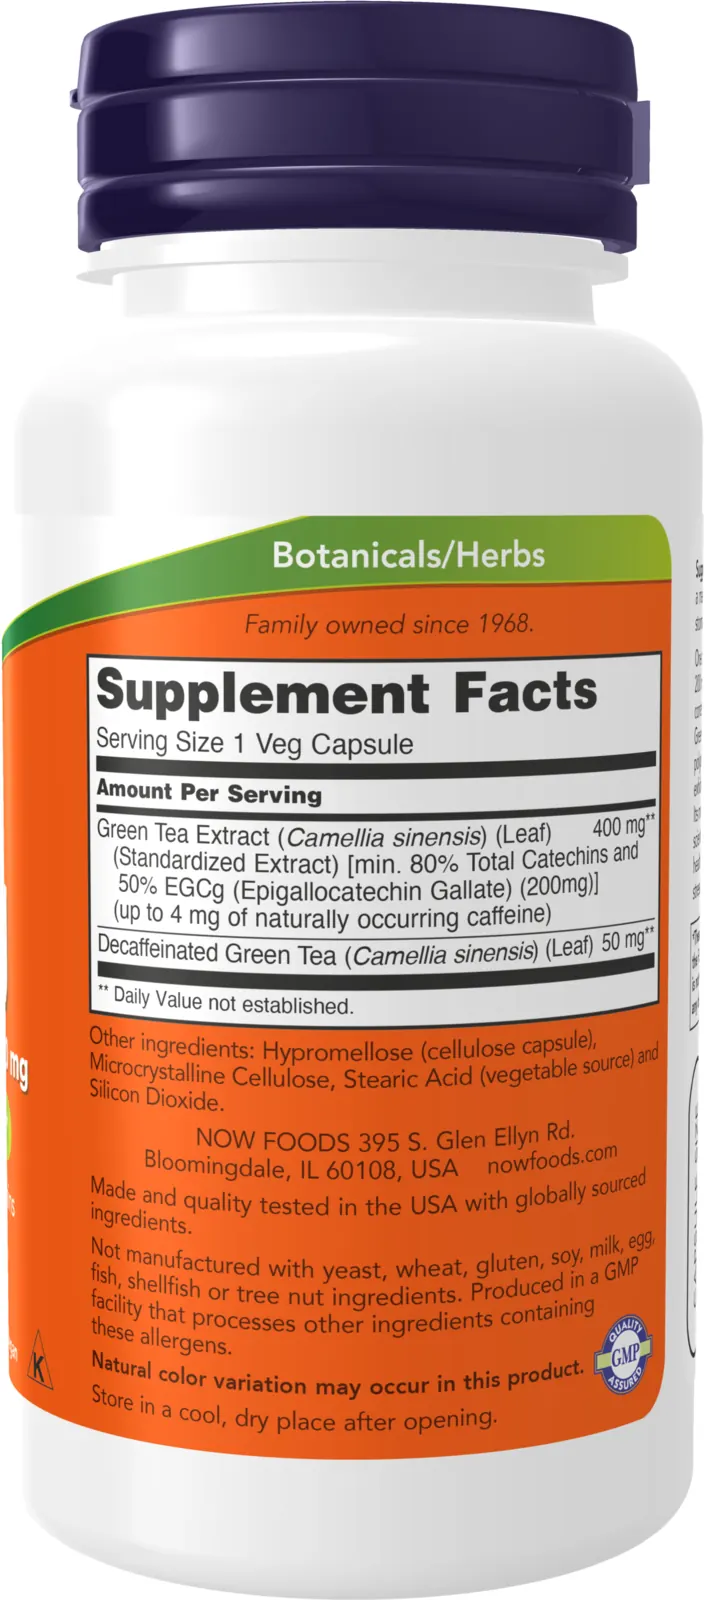 Botanicals/Herbs
Family owned since 1968.
Supplement Facts
Serving Size 1 Veg Capsule
Amount Per Serving
Green Tea Extract (Camellia sinensis) (Leaf) 400 mg**
(Standardized Extract) [min. 80% Total Catechins and
50% EGCg (Epigallocatechin Gallate) (200mg)]
(up to 4 mg of naturally occurring caffeine)
Decaffeinated Green Tea (Camellia sinensis) (Leaf) 50 mg**
** Daily Value not established.
Other ingredients: Hypromellose (cellulose capsule),
Microcrystalline Cellulose, Stearic Acid (vegetable source) and
Silicon Dioxide.
NOW FOODS 395 S. Glen Ellyn Rd.
Bloomingdale, IL 60108, USA nowfoods.com
Made and quality tested in the USA with globally sourced
ingredients.
Not manufactured with yeast, wheat, gluten, soy, milk, egg,
fish, shellfish or tree nut ingredients. Produced in a GMP
facility that processes other ingredients containing
these allergens.
Natural color variation may occur in this product.
Store in a cool, dry place after opening.
QUALITY
GMP
ASSURED
mg
K
CAPSULE SIZE